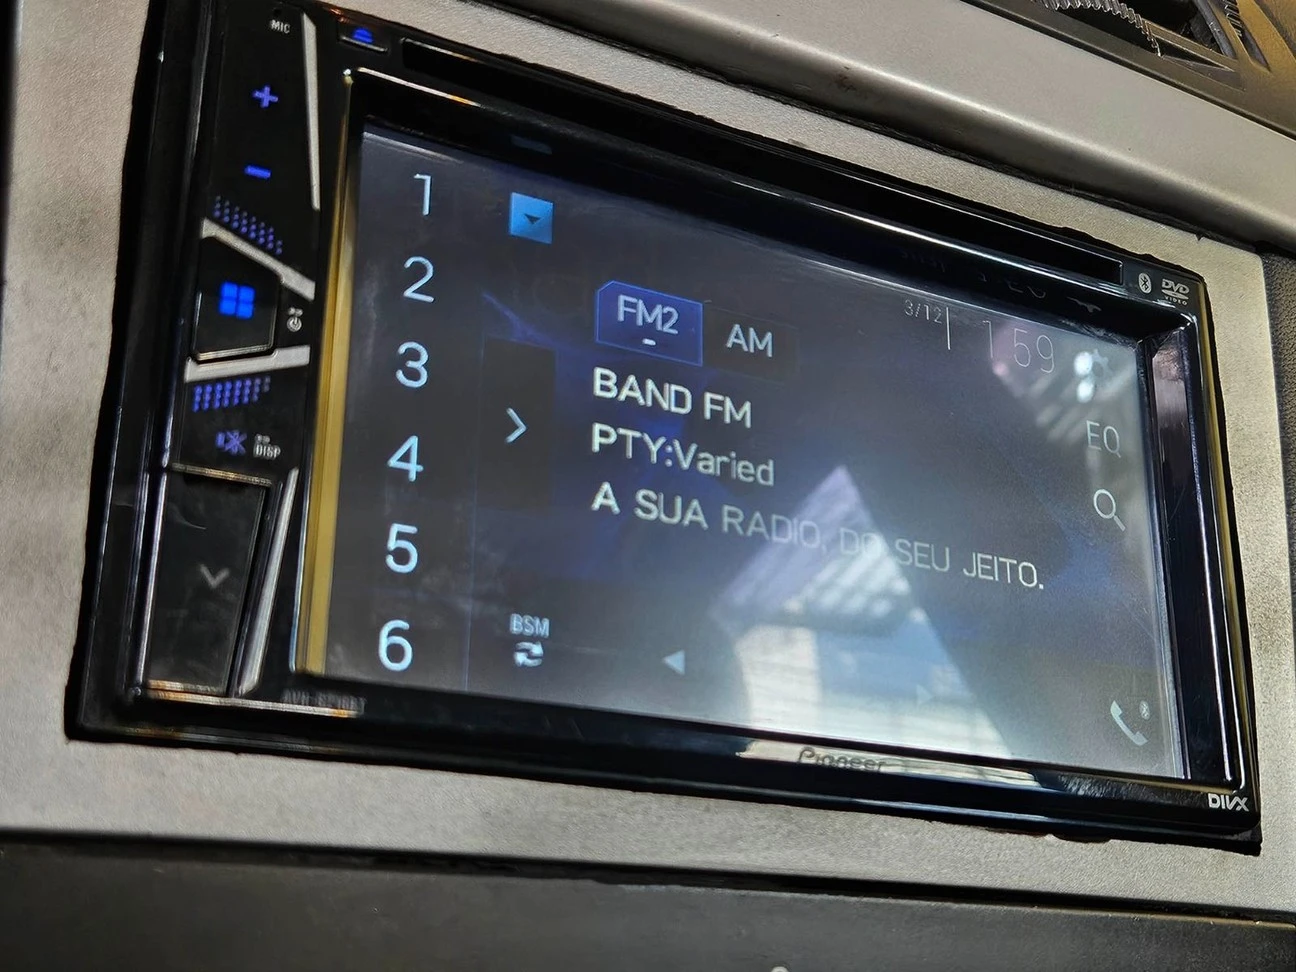 MIC
DVD
VIDEO
1
2
3
4
5
6
FM2
AM
3/12
1:59
BAND FM
PTY:Varied
A SUA RADIO, DO SEU JEITO.
EQ
DISP
BSM
Pioneer
DIVX